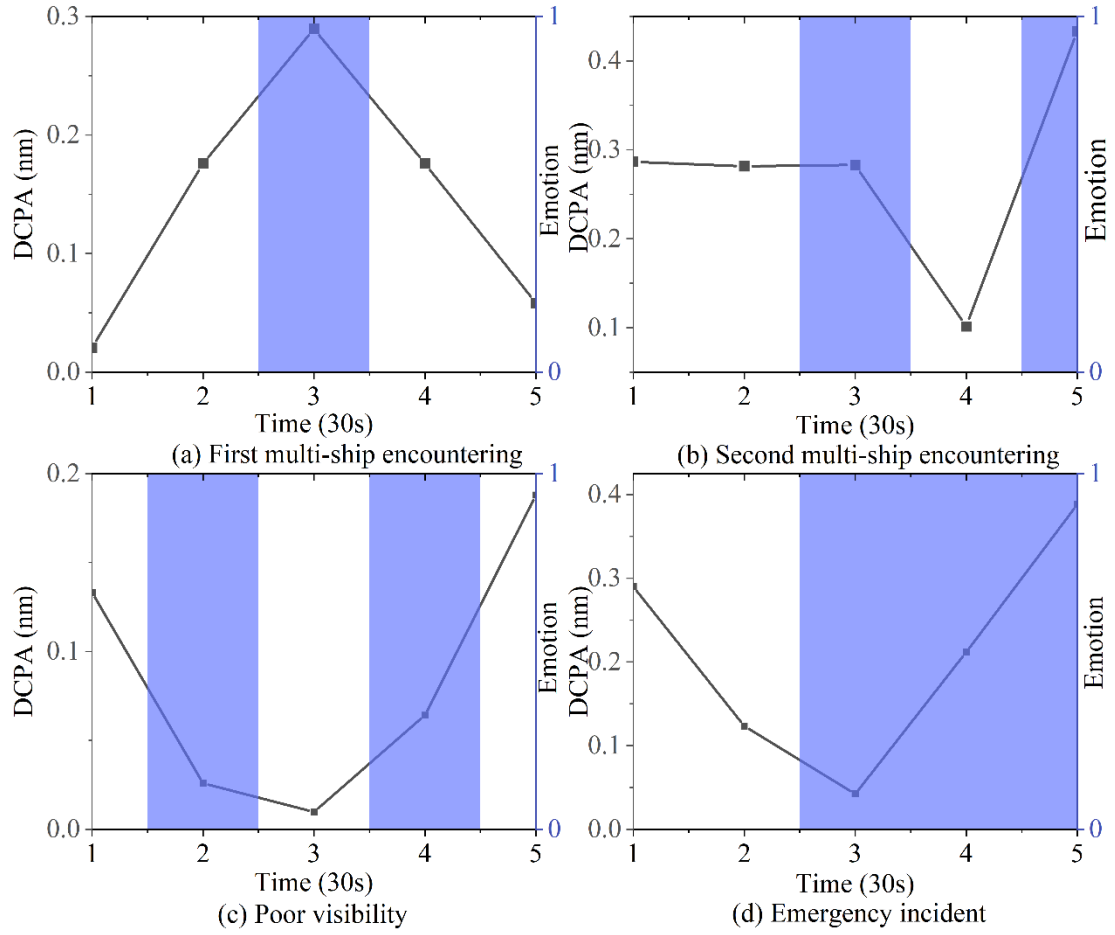 0.3
0.2
0.1
0.0
DCPA (nm)
1
0
Emotion
1 2 3 4 5
Time (30s)
(a) First multi-ship encountering
0.4
0.3
0.2
0.1
DCPA (nm)
1
0
Emotion
1 2 3 4 5
Time (30s)
(b) Second multi-ship encountering
0.2
0.1
0.0
DCPA (nm)
1
0
Emotion
1 2 3 4 5
Time (30s)
(c) Poor visibility
0.4
0.3
0.2
0.1
0.0
DCPA (nm)
1
0
Emotion
1 2 3 4 5
Time (30s)
(d) Emergency incident